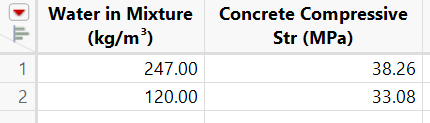 Water in Mixture (kg/m³) Concrete Compressive Str (MPa)
1 247.00 38.26
2 120.00 33.08